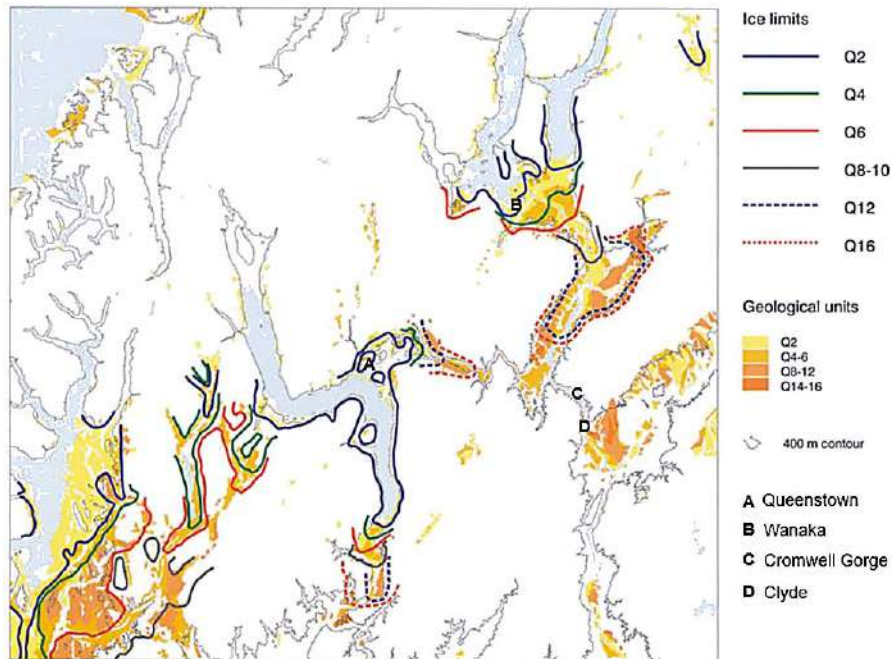 Ice limits
Q2
Q4
Q6
Q8-10
Q12
Q16
Geological units
Q2
Q4-6
Q8-12
Q14-16
400 m contour
A Queenstown
B Wanaka
C Cromwell Gorge
D Clyde
B
A
C
D